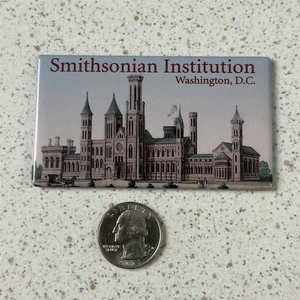 Smithsonian Institution
Washington, D.C.
LIBERTY